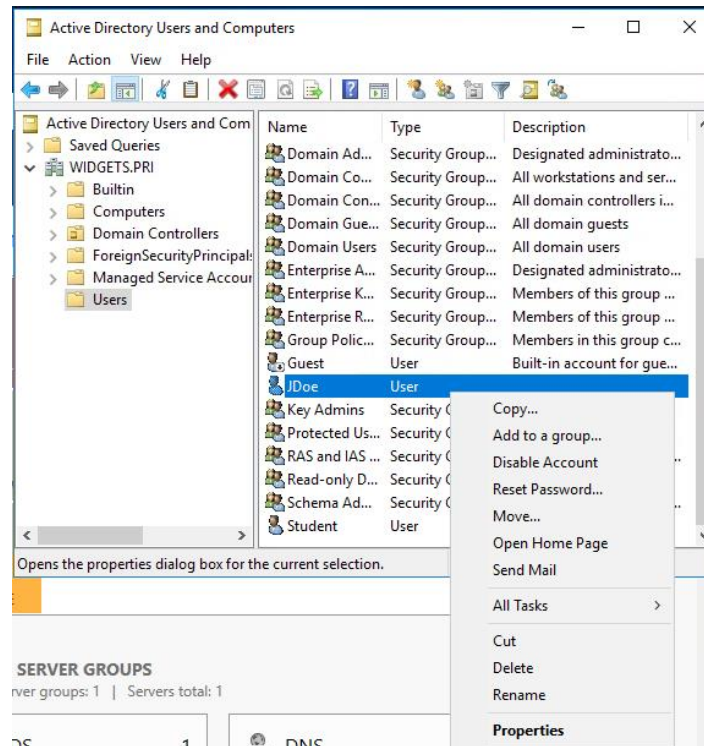 Active Directory Users and Computers
File Action View Help
Active Directory Users and Com
Saved Queries
WIDGETS.PRI
Builtin
Computers
Domain Controllers
ForeignSecurityPrincipals
Managed Service Accour
Users
Name Type Description
Domain Ad... Security Group... Designated administrato...
Domain Co... Security Group... All workstations and ser...
Domain Con... Security Group... All domain controllers i...
Domain Gue... Security Group... All domain guests
Domain Users Security Group... All domain users
Enterprise A... Security Group... Designated administrato...
Enterprise K... Security Group... Members of this group ...
Enterprise R... Security Group... Members of this group ...
Group Polic... Security Group... Members in this group c...
Guest User Built-in account for gue...
JDoe User
Key Admins Security
Protected Us... Security
RAS and IAS ... Security
Read-only D... Security
Schema Ad... Security
Student User
Copy...
Add to a group...
Disable Account
Reset Password...
Move...
Open Home Page
Send Mail
All Tasks
Cut
Delete
Rename
Properties
Opens the properties dialog box for the current selection.
SERVER GROUPS
rver groups: 1 | Servers total: 1
1
DNS